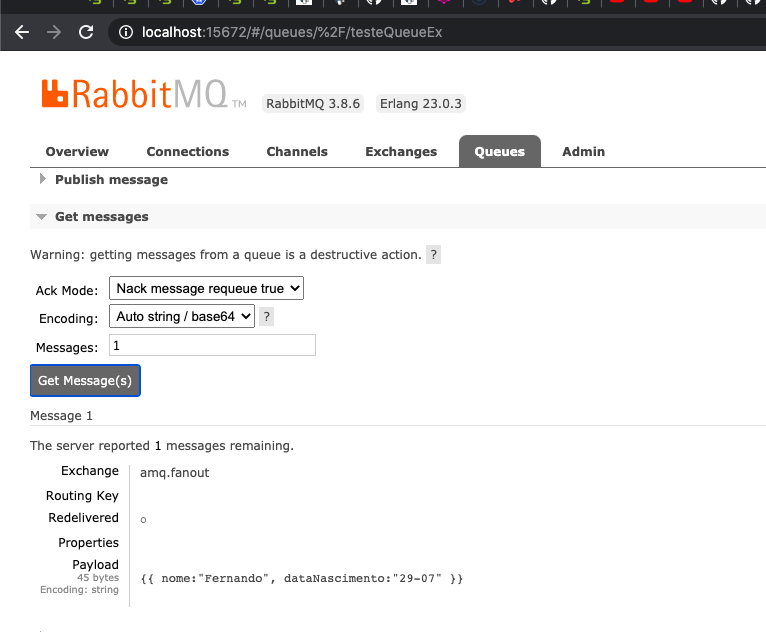 localhost:15672/#/queues/%2F/testeQueueEx
RabbitMQ TM RabbitMQ 3.8.6 Erlang 23.0.3
Overview Connections Channels Exchanges Queues Admin
Publish message
Get messages
Warning: getting messages from a queue is a destructive action. ?
Ack Mode: Nack message requeue true
Encoding: Auto string / base64 ?
Messages: 1
Get Message(s)
Message 1
The server reported 1 messages remaining.
Exchange amq.fanout
Routing Key
Redelivered ○
Properties
Payload
45 bytes
Encoding: string
{{ nome:"Fernando", dataNascimento:"29-07" }}